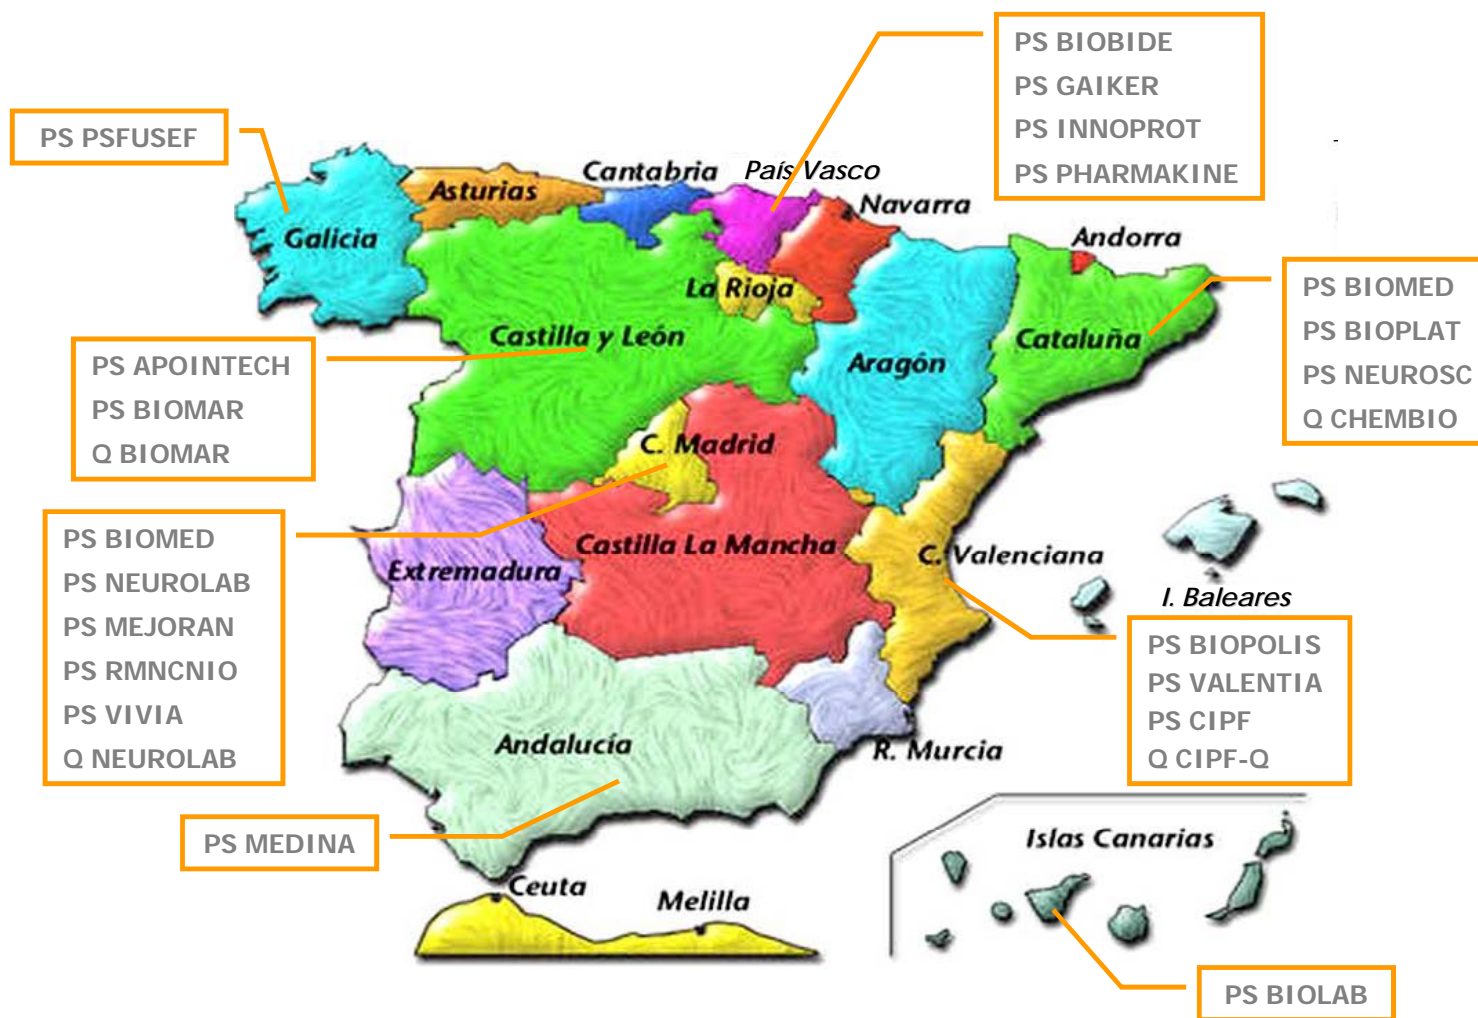 PS BIOBIDE
PS GAIKER
PS INNOPROT
PS PHARMAKINE
PS PSFUSEF
Cantabria
País Vasco
Asturias
Navarra
Galicia
Andorra
La Rioja
PS BIOMED
PS BIOPLAT
PS NEUROSC
Q CHEMBIO
Castilla y León
Cataluña
Aragón
PS APOINTECH
PS BIOMAR
Q BIOMAR
C. Madrid
PS BIOMED
PS NEUROLAB
PS MEJORAN
PS RMNCNIO
PS VIVIA
Q NEUROLAB
Castilla La Mancha
C. Valenciana
Extremadura
I. Baleares
PS BIOPOLIS
PS VALENTIA
PS CIPF
Q CIPF-Q
Andalucía
R. Murcia
PS MEDINA
Islas Canarias
Ceuta
Melilla
PS BIOLAB